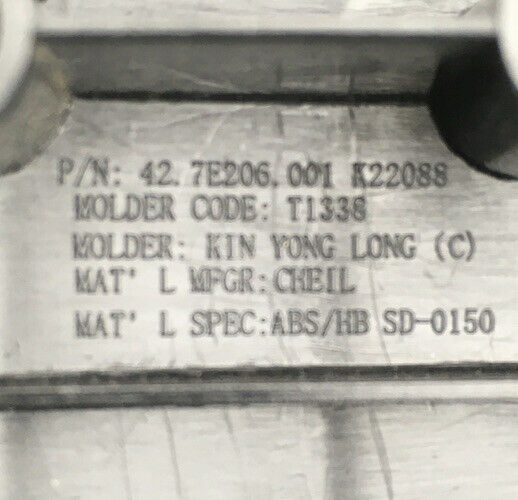 P/N: 42.7E206.001 K22088
MOLDER CODE: T1338
MOLDER: KIN YONG LONG (C)
MAT' L MFGR:CHEIL
MAT' L SPEC:ABS/HB SD-0150